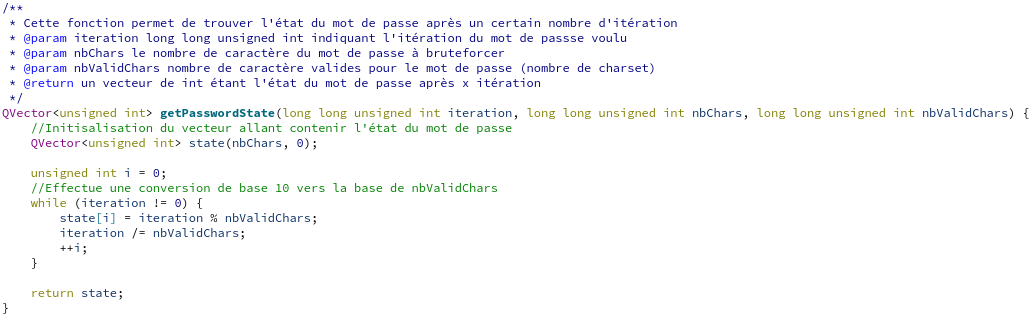 /**
 * Cette fonction permet de trouver l'état du mot de passe après un certain nombre d'itération
 * @param iteration long long unsigned int indiquant l'itération du mot de passse voulu
 * @param nbChars le nombre de caractère du mot de passe à bruteforcer
 * @param nbValidChars nombre de caractère valides pour le mot de passe (nombre de charset)
 * @return un vecteur de int étant l'état du mot de passe après x itération
 */
QVector<unsigned int> getPasswordState(long long unsigned int iteration, long long unsigned int nbChars, long long unsigned int nbValidChars) {
    //Initisalisation du vecteur allant contenir l'état du mot de passe
    QVector<unsigned int> state(nbChars, 0);

    unsigned int i = 0;
    //Effectue une conversion de base 10 vers la base de nbValidChars
    while (iteration != 0) {
        state[i] = iteration % nbValidChars;
        iteration /= nbValidChars;
        ++i;
    }

    return state;
}